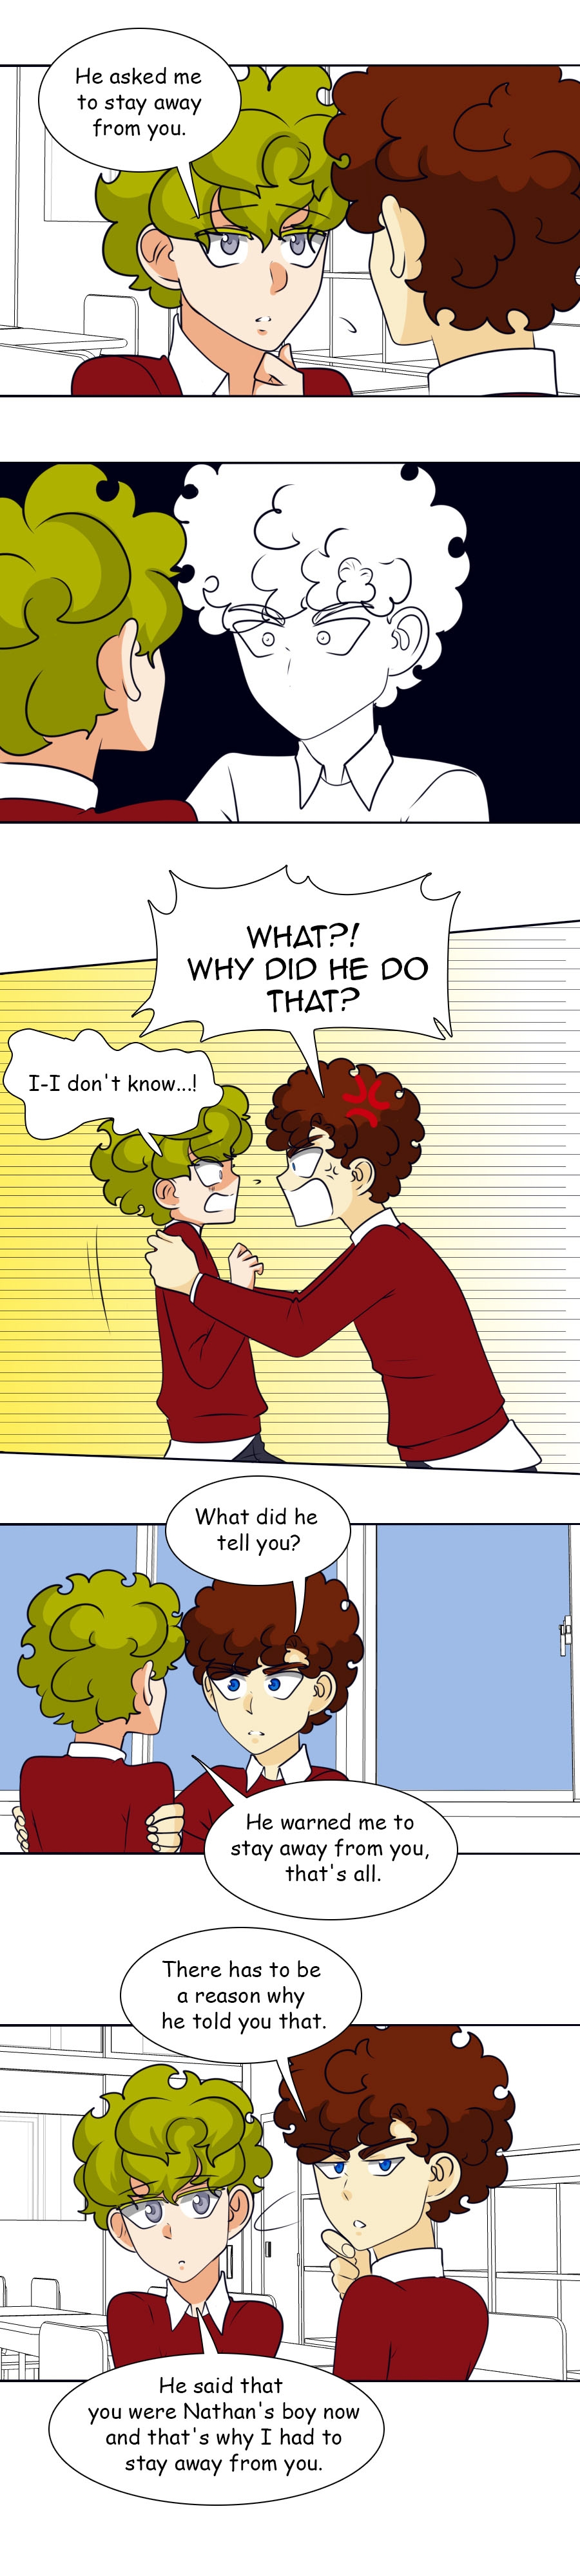 He asked me
to stay away
from you.
WHAT?!
WHY DID HE DO
THAT?
I-I don't know...!
What did he
tell you?
He warned me to
stay away from you,
that's all.
There has to be
a reason why
he told you that.
He said that
you were Nathan's boy now
and that's why I had to
stay away from you.